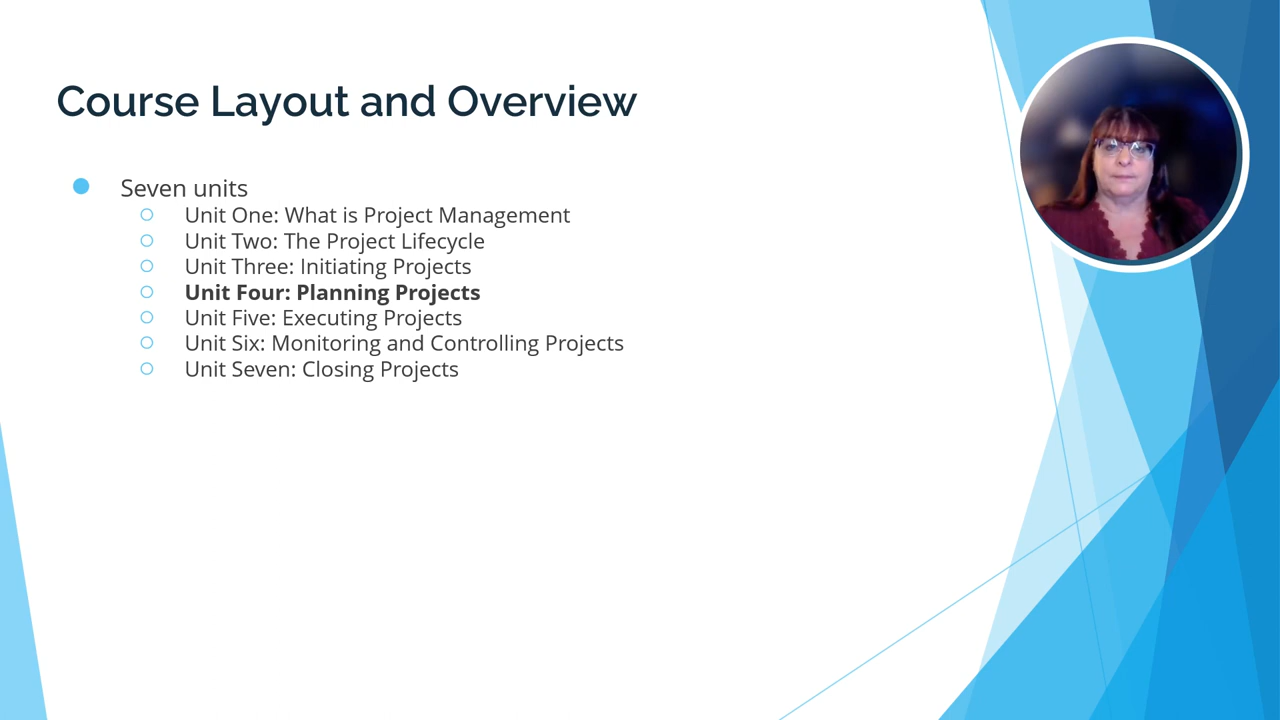 Course Layout and Overview
Seven units
Unit One: What is Project Management
Unit Two: The Project Lifecycle
Unit Three: Initiating Projects
Unit Four: Planning Projects
Unit Five: Executing Projects
Unit Six: Monitoring and Controlling Projects
Unit Seven: Closing Projects